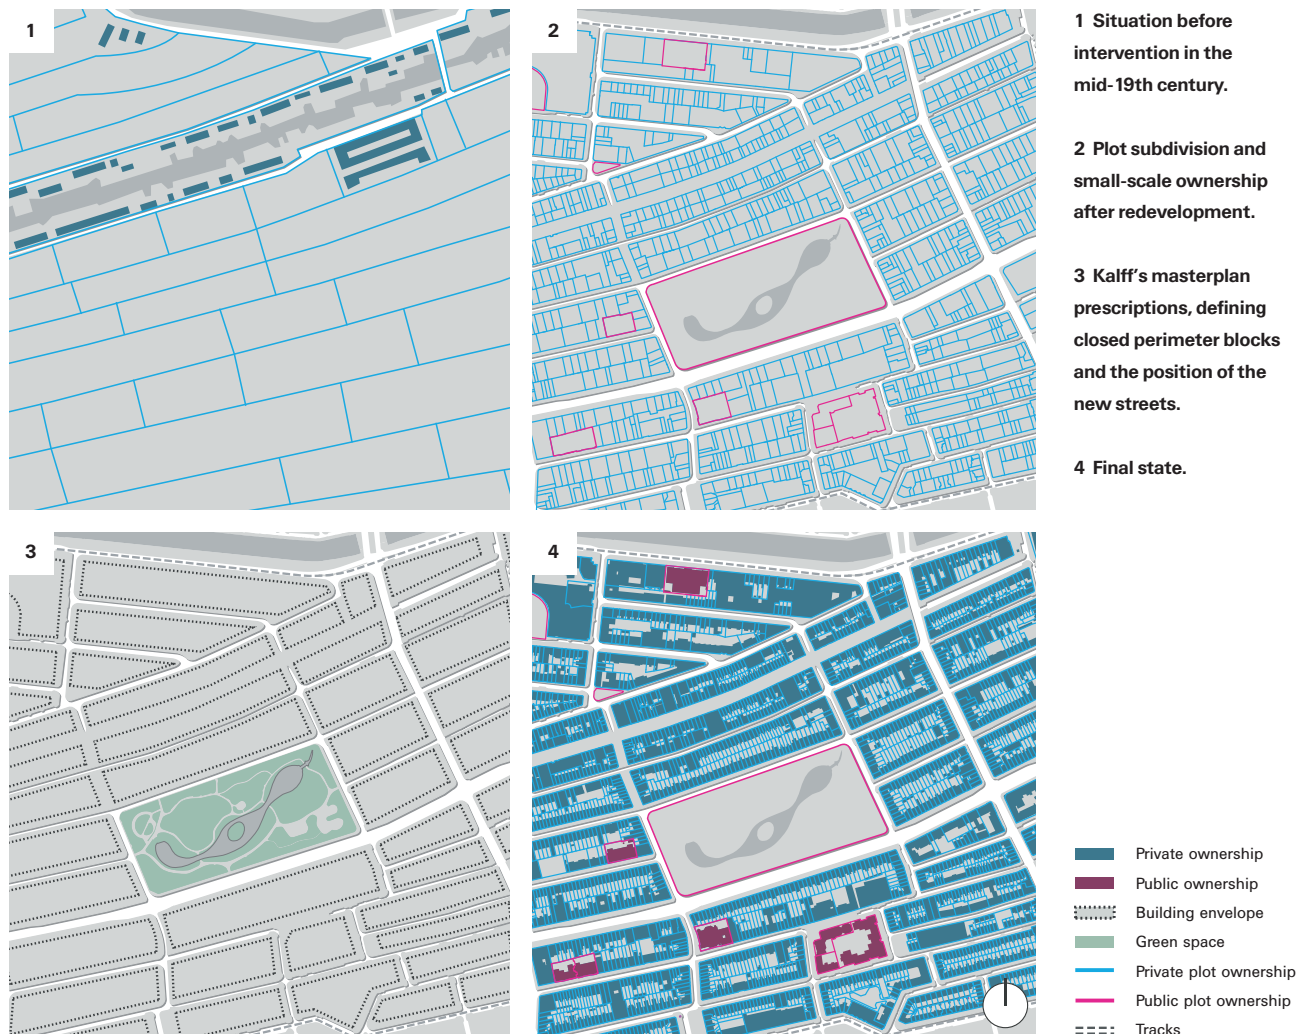 1
2
1 Situation before
intervention in the
mid-19th century.
2 Plot subdivision and
small-scale ownership
after redevelopment.
3 Kalff’s masterplan
prescriptions, defining
closed perimeter blocks
and the position of the
new streets.
4 Final state.
3
4
Private ownership
Public ownership
Building envelope
Green space
Private plot ownership
Public plot ownership
Tracks